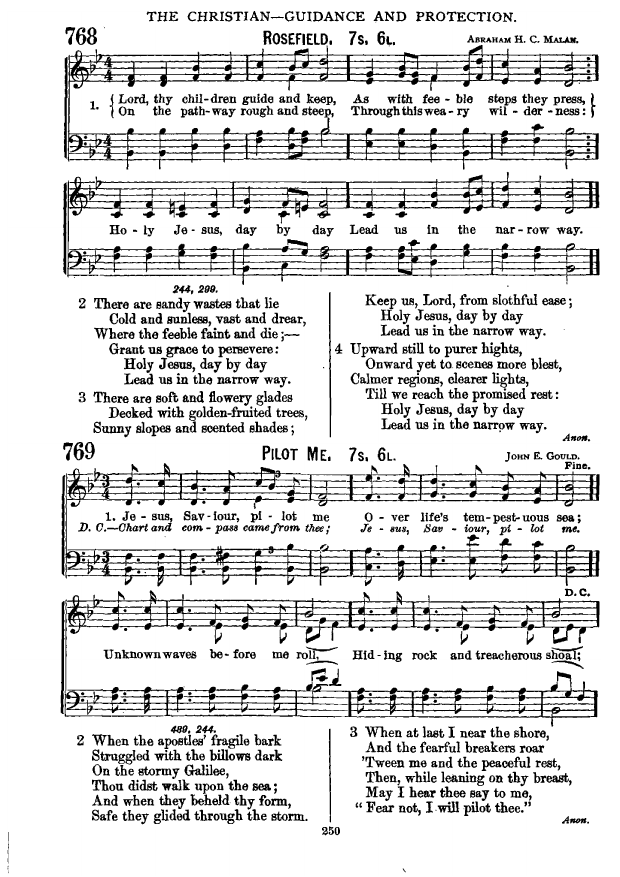 THE CHRISTIAN—GUIDANCE AND PROTECTION.
768 ROSEFIELD. 7s, 6L. ABRAHAM H. C. MALAN.
1. { Lord, thy chil-dren guide and keep, As with fee - ble steps they press, }
{ On the path-way rough and steep, Through this wea - ry wil - der - ness: }
Ho - ly Je - sus, day by day Lead us in the nar - row way.
244, 299.
2 There are sandy wastes that lie
Cold and sunless, vast and drear,
Where the feeble faint and die;—
Grant us grace to persevere:
Holy Jesus, day by day
Lead us in the narrow way.
3 There are soft and flowery glades
Decked with golden-fruited trees,
Sunny slopes and scented shades;
Keep us, Lord, from slothful ease;
Holy Jesus, day by day
Lead us in the narrow way.
4 Upward still to purer hights,
Onward yet to scenes more blest,
Calmer regions, clearer lights,
Till we reach the promised rest:
Holy Jesus, day by day
Lead us in the narrow way.
Anon.
769 PILOT ME. 7s, 6L. JOHN E. GOULD.
Fine.
1. Je - sus, Sav - iour, pi - lot me O - ver life's tem - pest-uous sea;
D. C.—Chart and com - pass came from thee; Je - sus, Sav - iour, pi - lot me.
D. C.
Unknown waves be - fore me roll, Hid - ing rock and treacherous shoal;
489, 244.
2 When the apostles' fragile bark
Struggled with the billows dark
On the stormy Galilee,
Thou didst walk upon the sea;
And when they beheld thy form,
Safe they glided through the storm.
3 When at last I near the shore,
And the fearful breakers roar
'Tween me and the peaceful rest,
Then, while leaning on thy breast,
May I hear thee say to me,
"Fear not, I will pilot thee."
Anon.
250